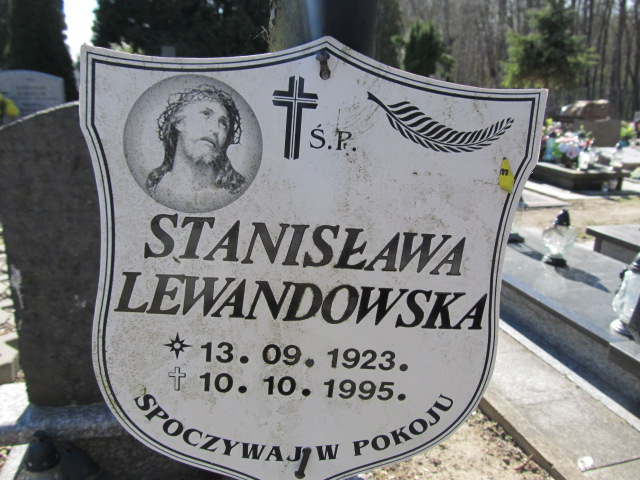 Ś.P.
STANISŁAWA
LEWANDOWSKA
13. 09. 1923.
10. 10. 1995.
SPOCZYWAJ W POKOJU